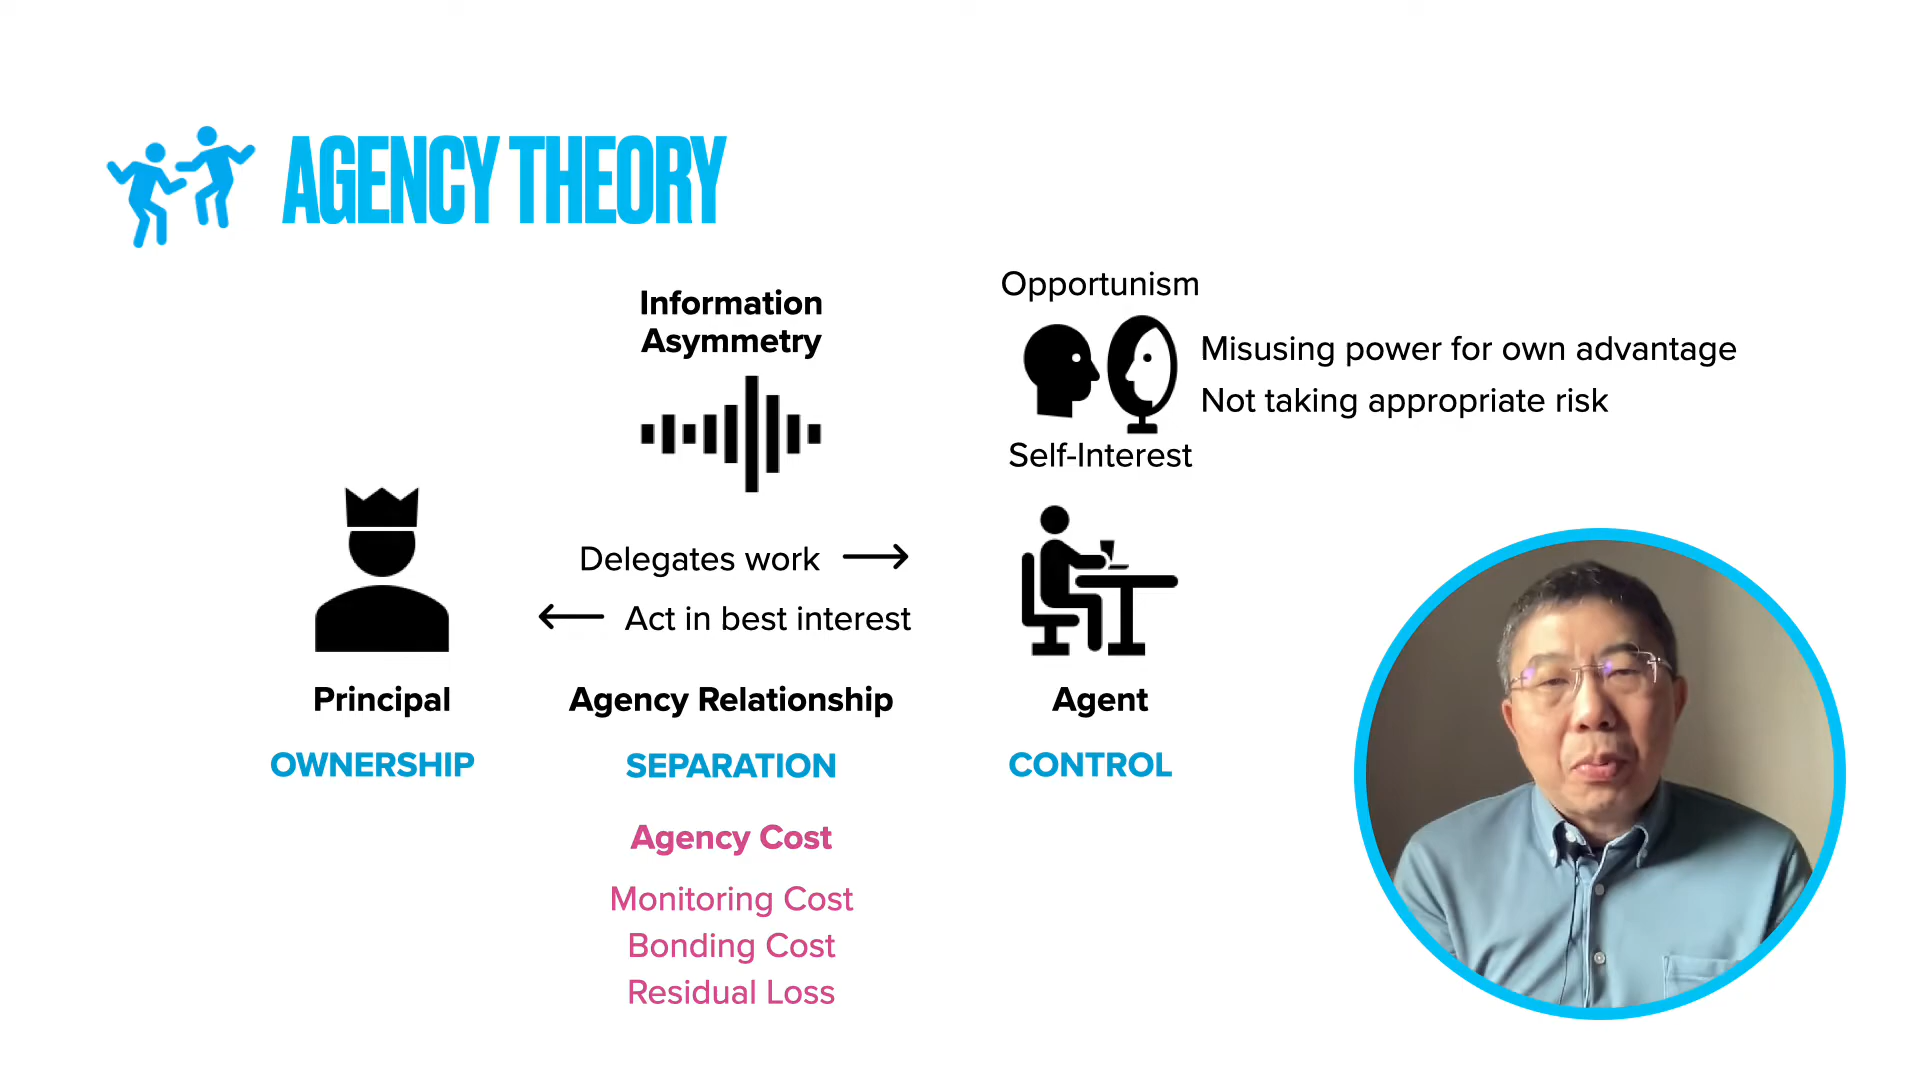 AGENCY THEORY
Information
Asymmetry
Opportunism
Misusing power for own advantage
Not taking appropriate risk
Self-Interest
Delegates work
Act in best interest
Principal
Agency Relationship
Agent
OWNERSHIP
SEPARATION
CONTROL
Agency Cost
Monitoring Cost
Bonding Cost
Residual Loss